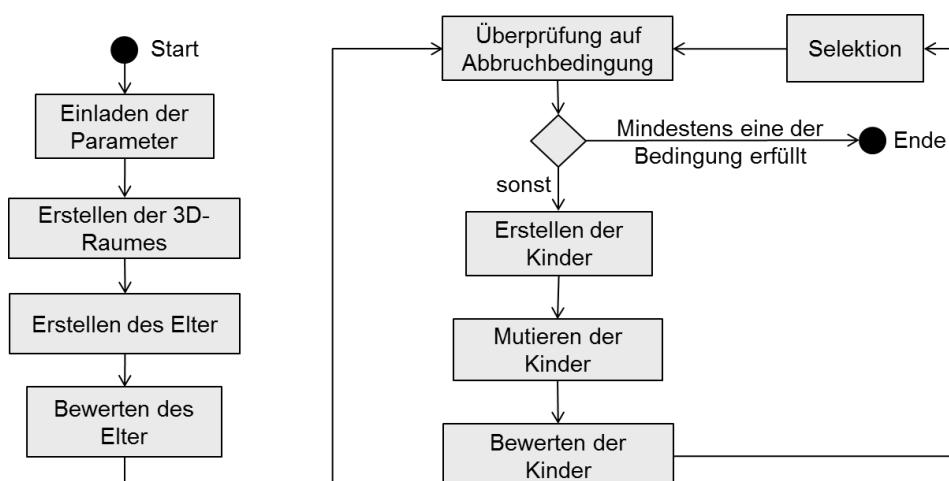 Start
Einladen der
Parameter
Erstellen der 3D-
Raumes
Erstellen des Elter
Bewerten des
Elter
Überprüfung auf
Abbruchbedingung
Selektion
Mindestens eine der
Bedingung erfüllt
Ende
sonst
Erstellen der
Kinder
Mutieren der
Kinder
Bewerten der
Kinder